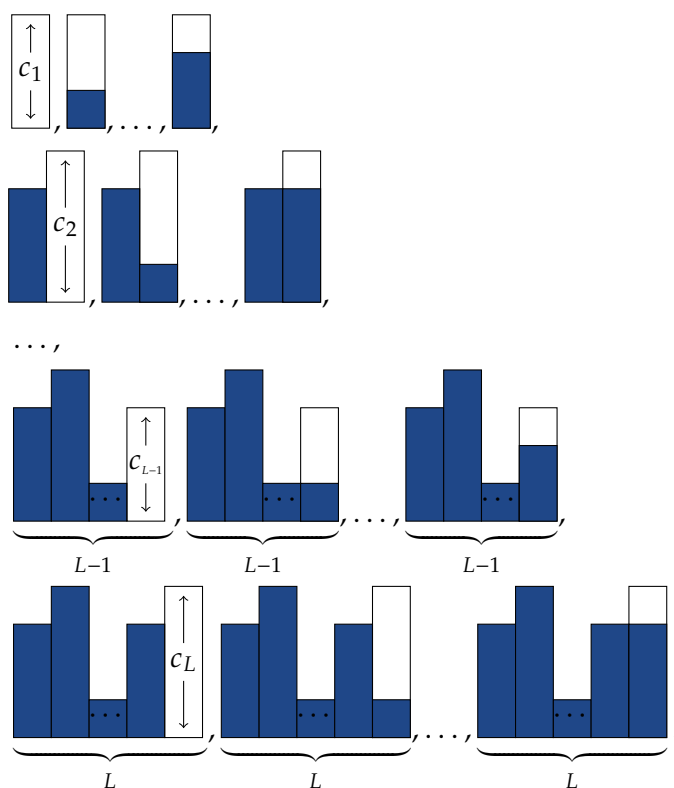 c₁ , , . . . , ,
c₂ , , . . . , ,
. . . ,
. . . c_{L−1} , . . . , . . . , . . . ,
L−1 L−1 L−1
. . . c_L , . . . , . . . , . . .
L L L